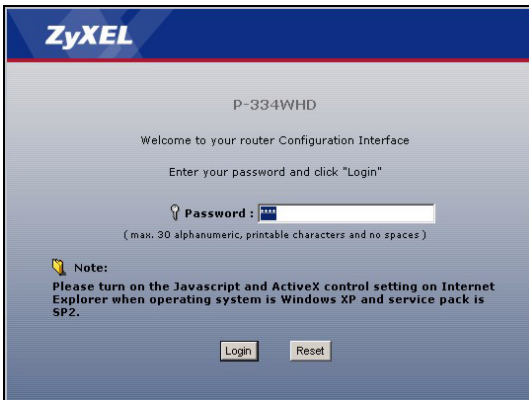 ZyXEL
P-334WHD
Welcome to your router Configuration Interface
Enter your password and click "Login"
Password : ****
( max. 30 alphanumeric, printable characters and no spaces )
Note:
Please turn on the Javascript and ActiveX control setting on Internet
Explorer when operating system is Windows XP and service pack is
SP2.
Login Reset